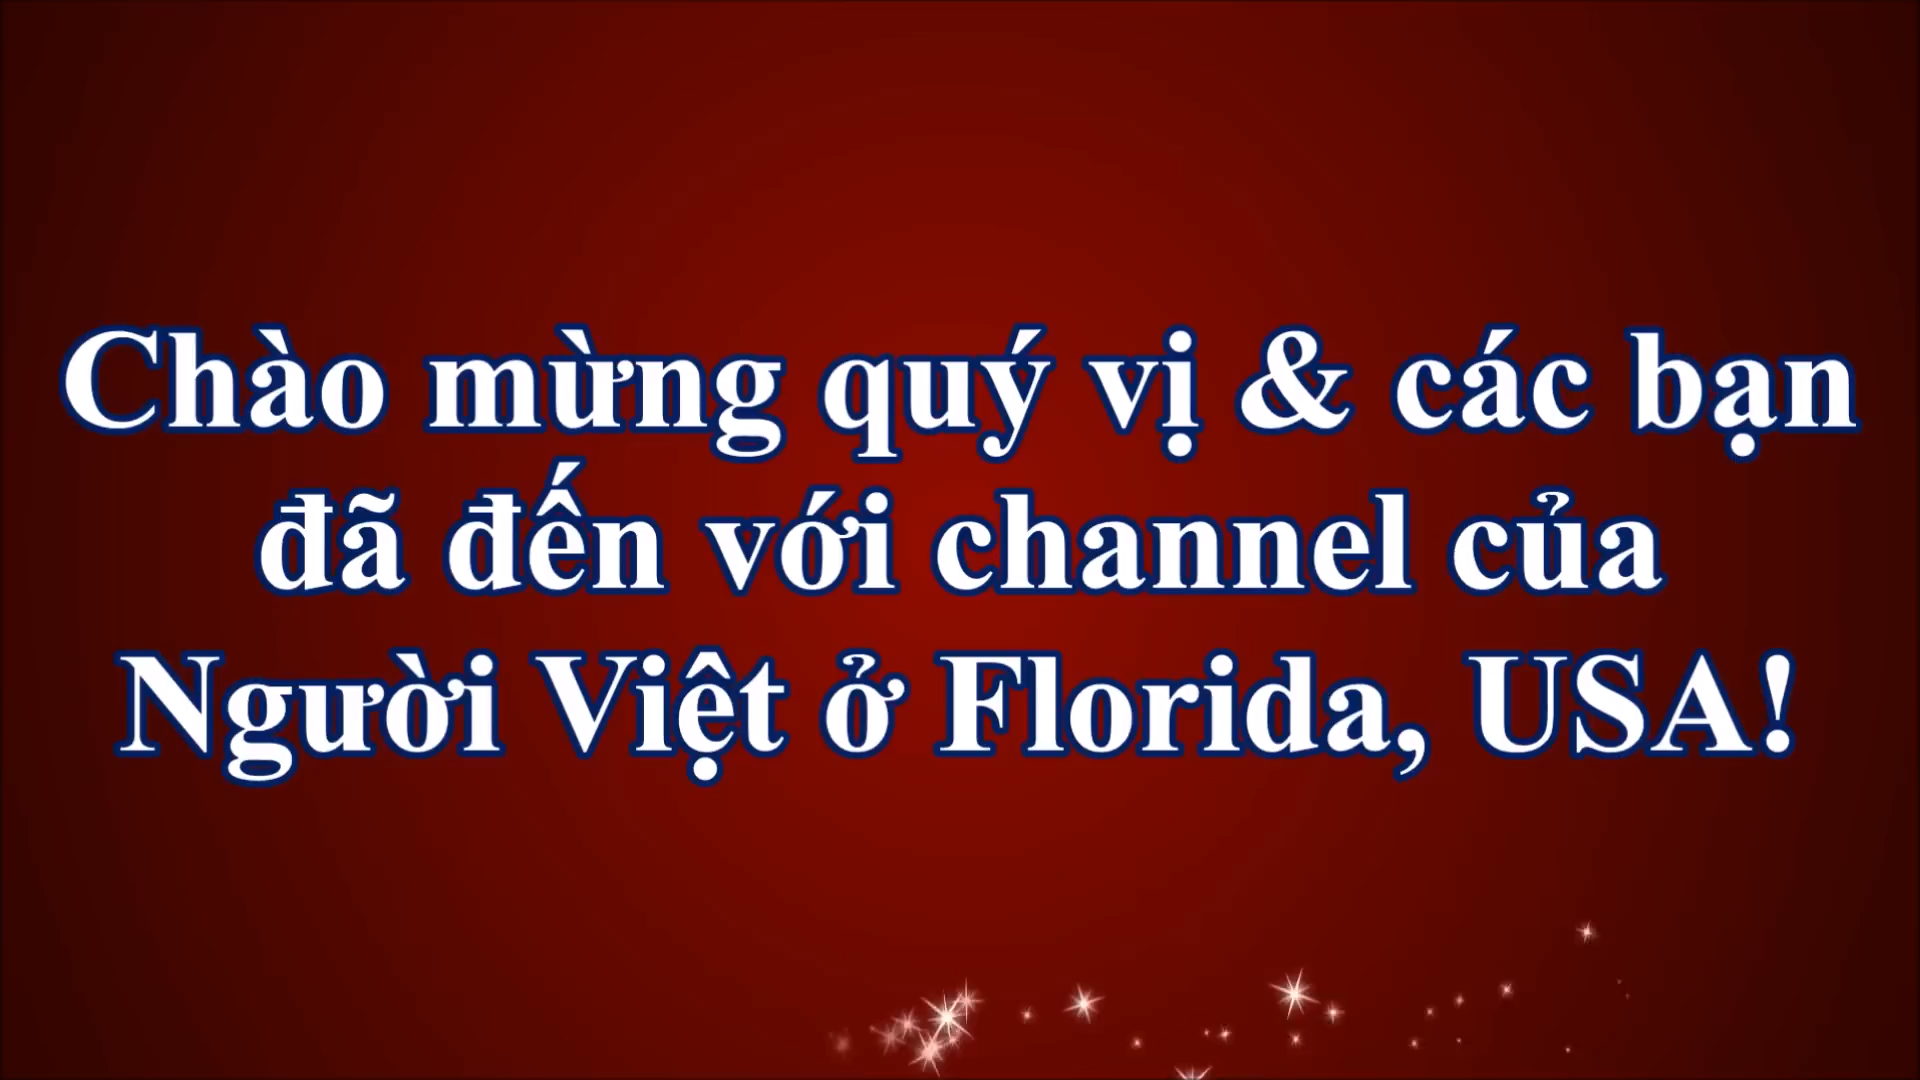 Chào mừng quý vị & các bạn
đã đến với channel của
Người Việt ở Florida, USA!